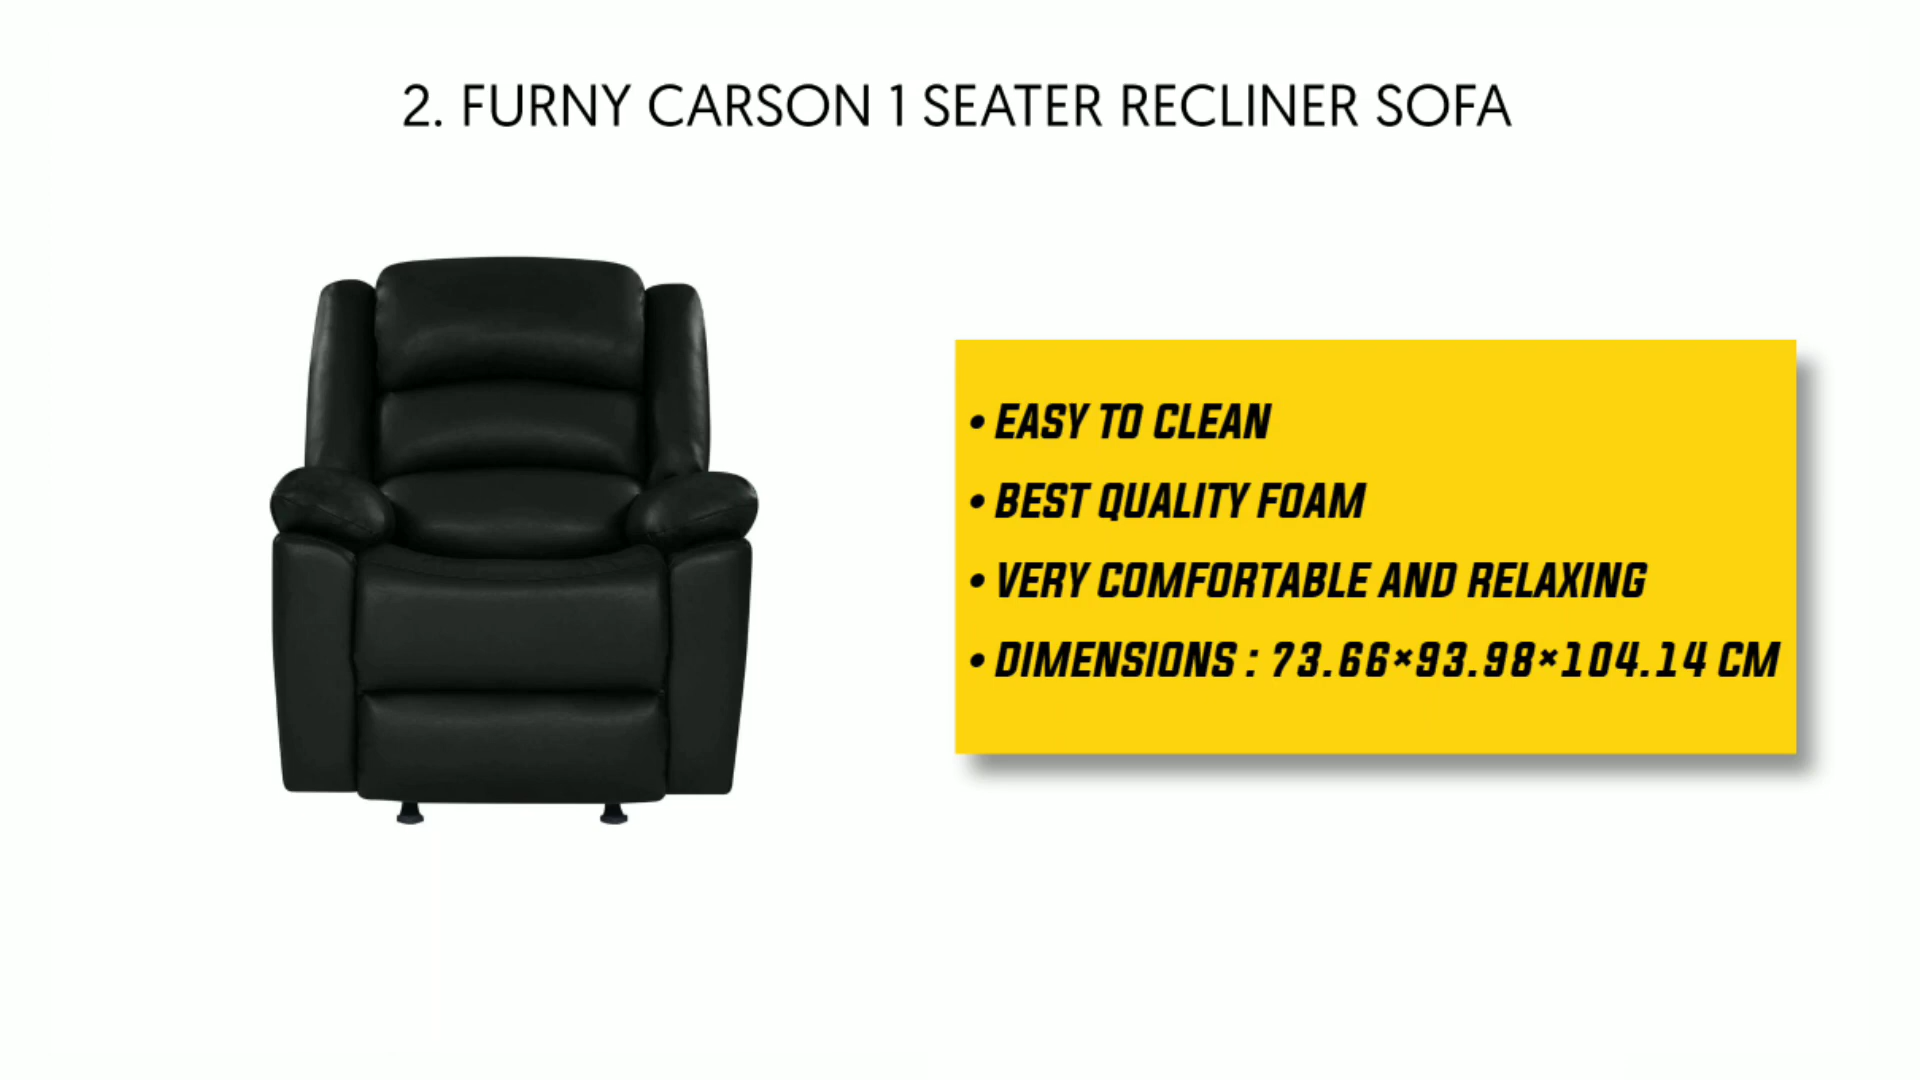 2. FURNY CARSON 1 SEATER RECLINER SOFA
• EASY TO CLEAN
• BEST QUALITY FOAM
• VERY COMFORTABLE AND RELAXING
• DIMENSIONS : 73.66×93.98×104.14 CM